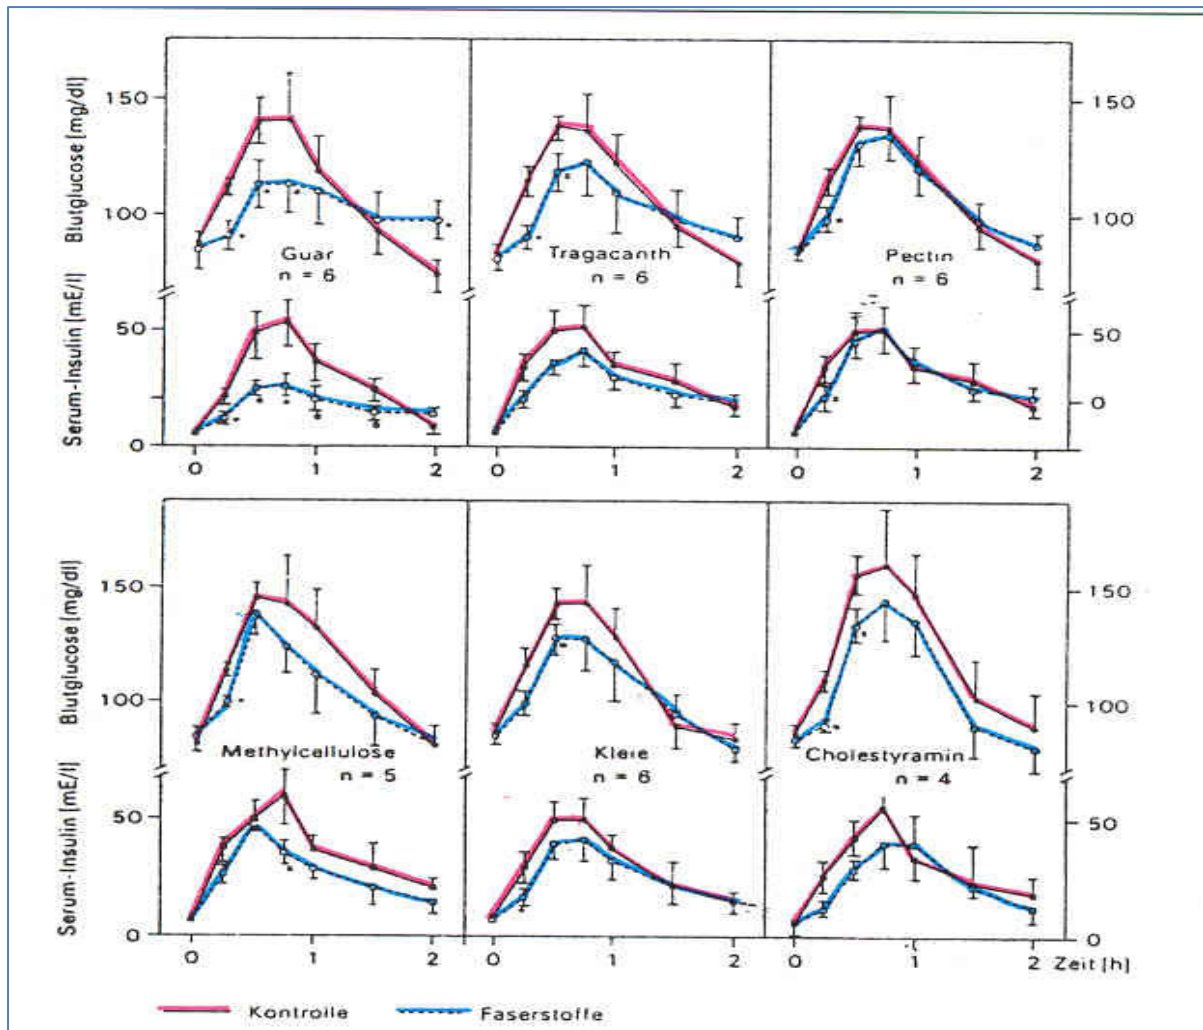 Blutglucose [mg/dl]
150
100
150
100
Guar
n = 6
Tragacanth
n = 6
Pectin
n = 6
Serum-Insulin [mE/l]
50
0
50
0
0 1 2 0 1 2 0 1 2
Blutglucose [mg/dl]
150
100
150
100
Methylcellulose
n = 5
Kleie
n = 6
Cholestyramin
n = 4
Serum-Insulin [mE/l]
50
0
50
0
0 1 2 0 1 2 0 1 2 Zeit [h]
Kontrolle Faserstoffe